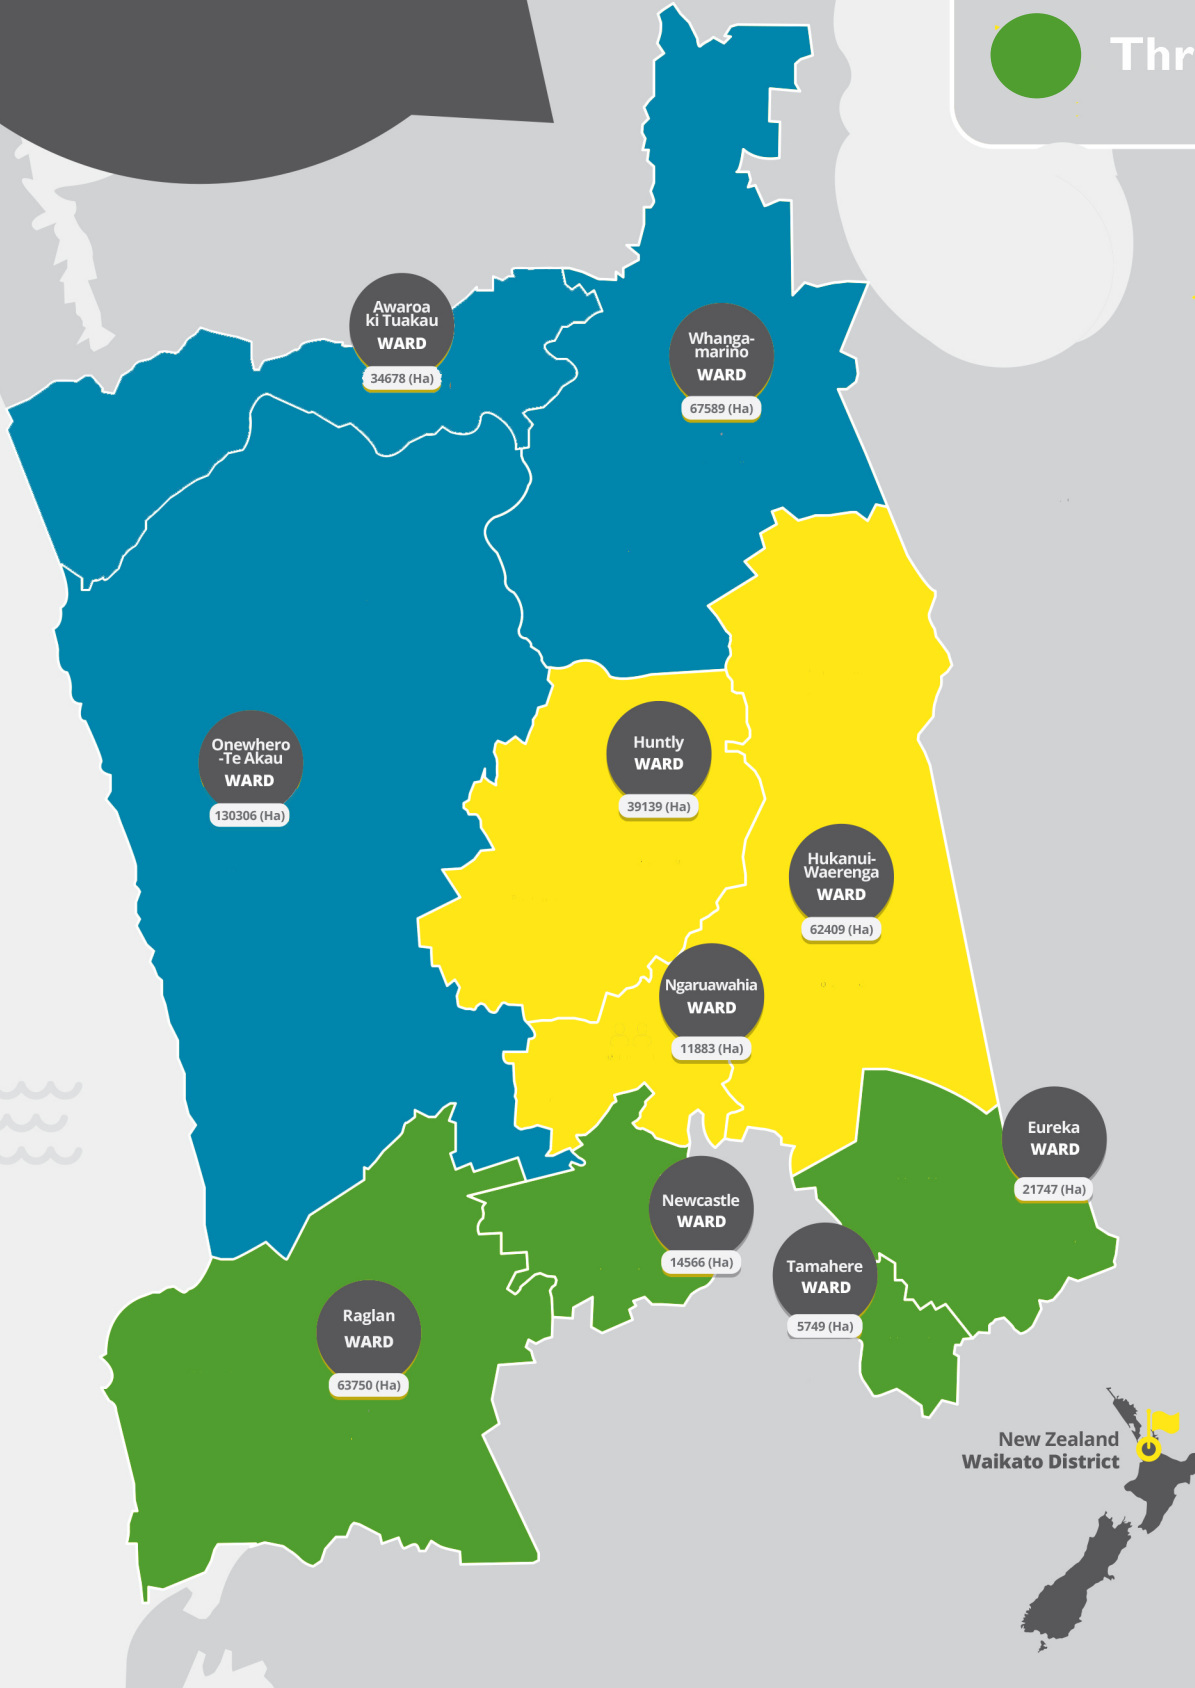 Thr
Awaroa
ki Tuakau
WARD
34678 (Ha)
Whanga-
marino
WARD
67589 (Ha)
Onewhero
-Te Akau
WARD
130306 (Ha)
Huntly
WARD
39139 (Ha)
Hukanui-
Waerenga
WARD
62409 (Ha)
Ngaruawahia
WARD
11883 (Ha)
Eureka
WARD
21747 (Ha)
Newcastle
WARD
14566 (Ha)
Tamahere
WARD
5749 (Ha)
Raglan
WARD
63750 (Ha)
New Zealand
Waikato District